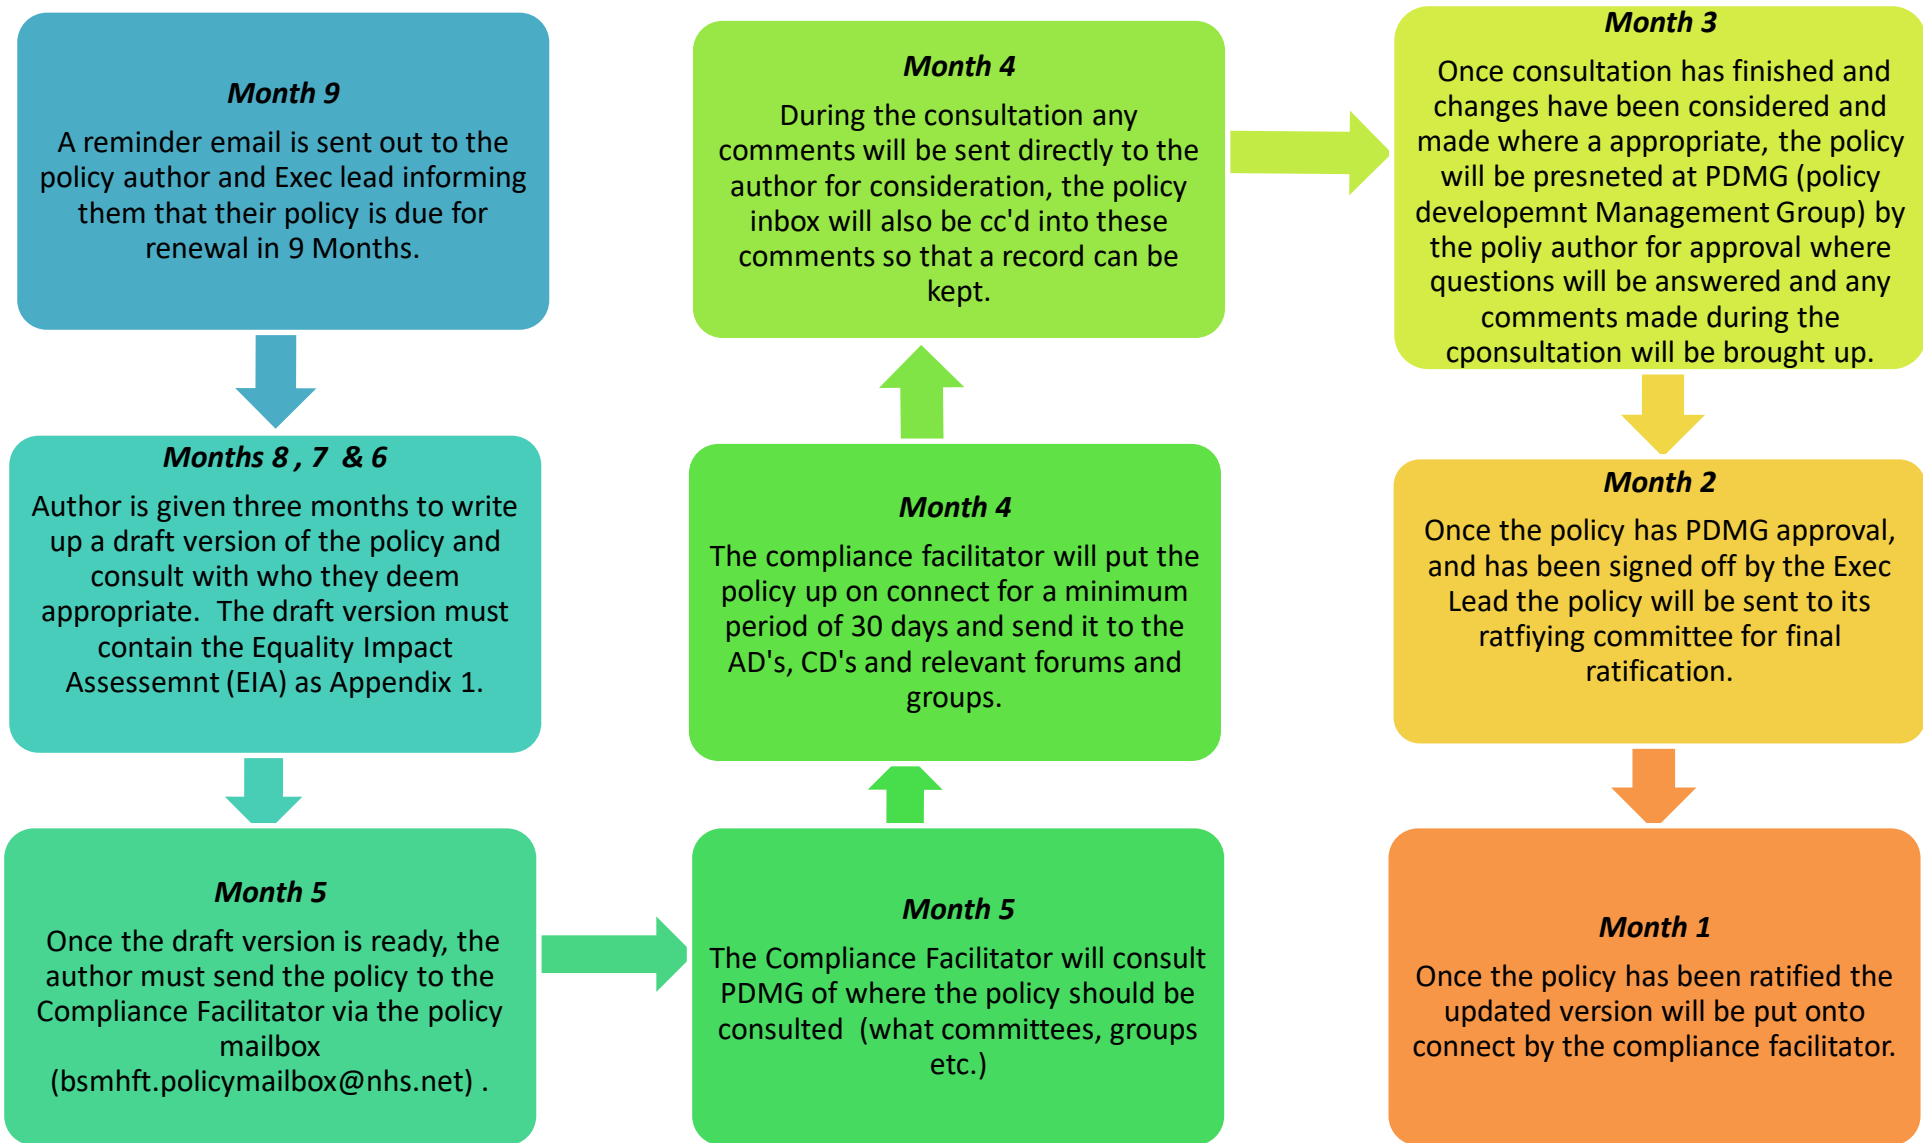 Month 9
A reminder email is sent out to the
policy author and Exec lead informing
them that their policy is due for
renewal in 9 Months.
Months 8 , 7  & 6
Author is given three months to write
up a draft version of the policy and
consult with who they deem
appropriate.  The draft version must
contain the Equality Impact
Assessemnt (EIA) as Appendix 1.
Month 5
Once the draft version is ready, the
author must send the policy to the
Compliance Facilitator via the policy
mailbox
(bsmhft.policymailbox@nhs.net) .
Month 5
The Compliance Facilitator will consult
PDMG of where the policy should be
consulted  (what committees, groups
etc.)
Month 4
The compliance facilitator will put the
policy up on connect for a minimum
period of 30 days and send it to the
AD's, CD's and relevant forums and
groups.
Month 4
During the consultation any
comments will be sent directly to the
author for consideration, the policy
inbox will also be cc'd into these
comments so that a record can be
kept.
Month 3
Once consultation has finished and
changes have been considered and
made where a appropriate, the policy
will be presneted at PDMG (policy
developemnt Management Group) by
the poliy author for approval where
questions will be answered and any
comments made during the
cponsultation will be brought up.
Month 2
Once the policy has PDMG approval,
and has been signed off by the Exec
Lead the policy will be sent to its
ratfiying committee for final
ratification.
Month 1
Once the policy has been ratified the
updated version will be put onto
connect by the compliance facilitator.